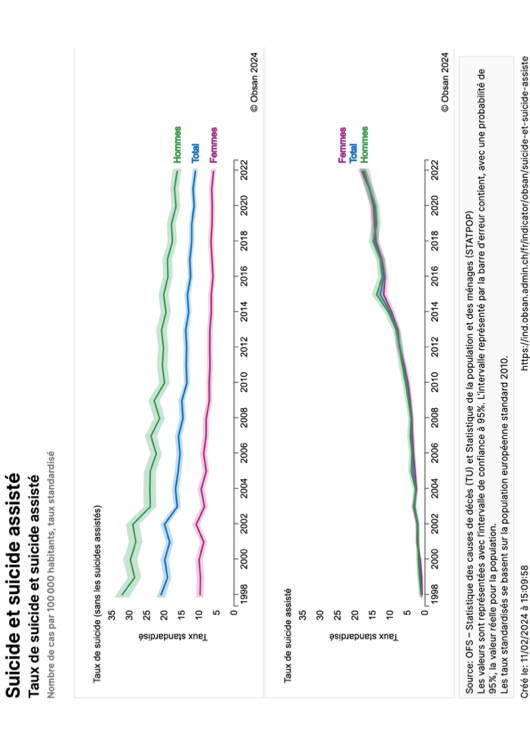 Suicide et suicide assisté
Taux de suicide et suicide assisté
Nombre de cas par 100 000 habitants, taux standardisé
Taux de suicide (sans les suicides assistés)
35
30
25
20
15
10
5
0
Taux standardisé
1998
2000
2002
2004
2006
2008
2010
2012
2014
2016
2018
2020
2022
Hommes
Total
Femmes
© Obsan 2024
Taux de suicide assisté
35
30
25
20
15
10
5
0
Taux standardisé
1998
2000
2002
2004
2006
2008
2010
2012
2014
2016
2018
2020
2022
Femmes
Total
Hommes
© Obsan 2024
Source: OFS – Statistique des causes de décès (TU) et Statistique de la population et des ménages (STATPOP)
Les valeurs sont représentées avec l'intervalle de confiance à 95%. L'intervalle représenté par la barre d'erreur contient, avec une probabilité de
95%, la valeur réelle pour la population.
Les taux standardisés se basent sur la population européenne standard 2010.
Créé le: 11/02/2024 à 15:09:58
https://ind.obsan.admin.ch/fr/indicator/obsan/suicide-et-suicide-assiste